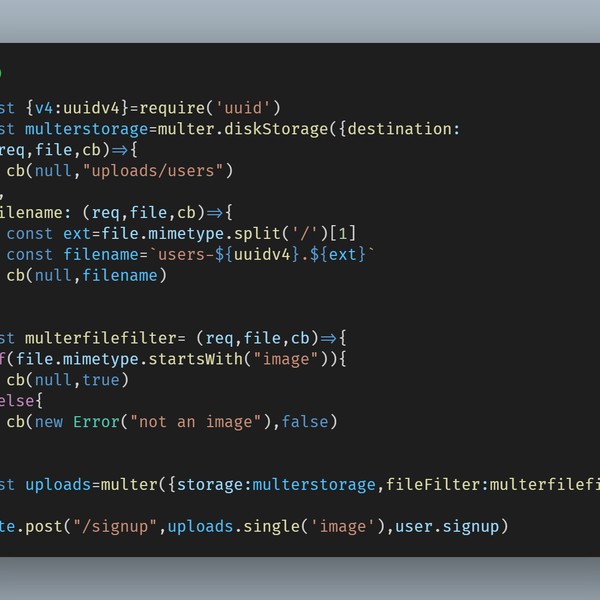 st {v4:uuidv4}=require('uuid')
st multerstorage=multer.diskStorage({destination:
req,file,cb)=>{
cb(null,"uploads/users")
,
ilename: (req,file,cb)=>{
const ext=file.mimetype.split('/')[1]
const filename=`users-${uuidv4}.${ext}`
cb(null,filename)
st multerfilefilter= (req,file,cb)=>{
f(file.mimetype.startsWith("image")){
cb(null,true)
else{
cb(new Error("not an image"),false)
st uploads=multer({storage:multerstorage,fileFilter:multerfilefi
te.post("/signup",uploads.single('image'),user.signup)